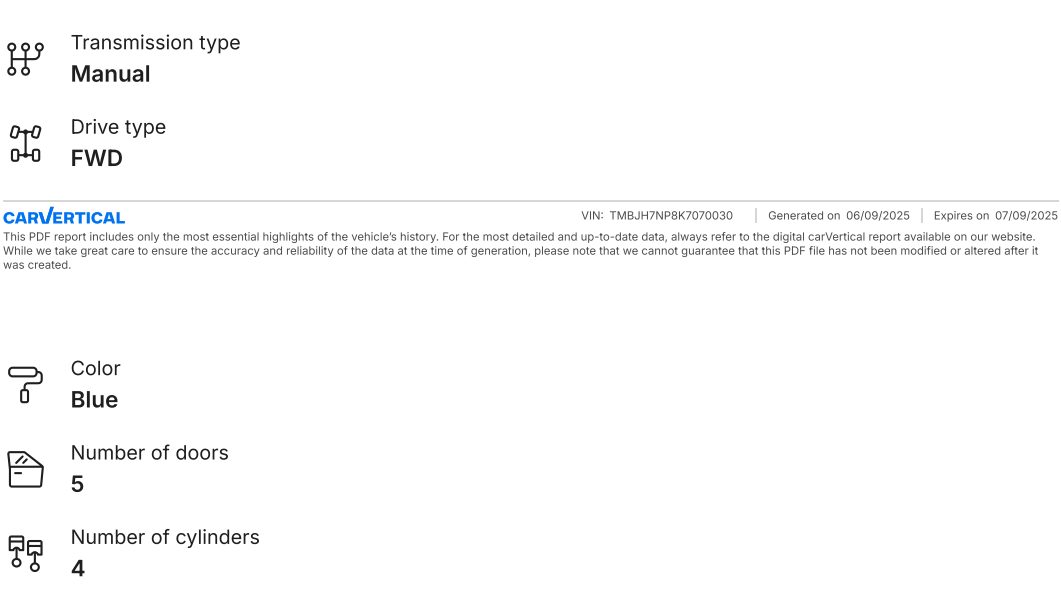 Transmission type
Manual
Drive type
FWD
CARVERTICAL
VIN: TMBJH7NP8K7070030 Generated on 06/09/2025 Expires on 07/09/2025
This PDF report includes only the most essential highlights of the vehicle’s history. For the most detailed and up-to-date data, always refer to the digital carVertical report available on our website.
While we take great care to ensure the accuracy and reliability of the data at the time of generation, please note that we cannot guarantee that this PDF file has not been modified or altered after it
was created.
Color
Blue
Number of doors
5
Number of cylinders
4